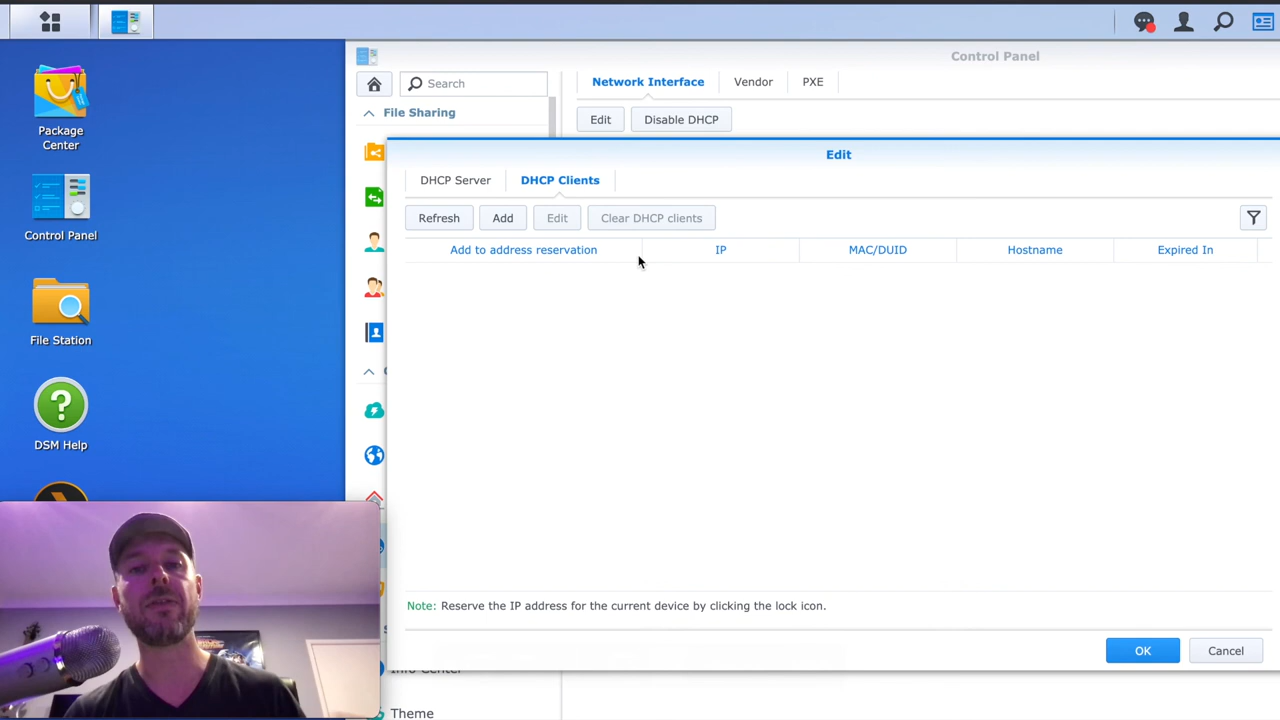 Control Panel
Package
Center
Control Panel
File Station
DSM Help
Search
File Sharing
Network Interface
Vendor
PXE
Edit
Disable DHCP
Edit
DHCP Server
DHCP Clients
Refresh
Add
Edit
Clear DHCP clients
Add to address reservation
IP
MAC/DUID
Hostname
Expired In
Note: Reserve the IP address for the current device by clicking the lock icon.
OK
Cancel
Info Center
Theme